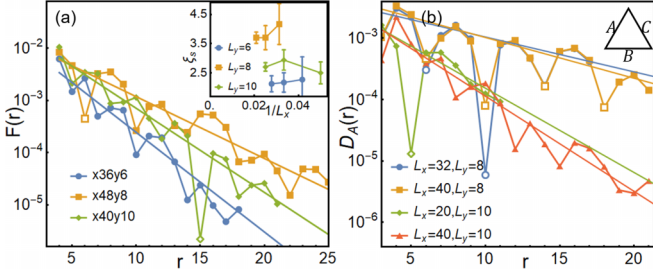 (a)
F(r)
10⁻²
10⁻³
10⁻⁴
10⁻⁵
x36y6
x48y8
x40y10
5 10 15 20 25
r
ξs
4.5
3.5
2.5
Ly=6
Ly=8
Ly=10
0. 0.02 0.04
1/Lx
(b)
DA(r)
10⁻³
10⁻⁴
10⁻⁵
10⁻⁶
A C
B
Lx=32,Ly=8
Lx=40,Ly=8
Lx=20,Ly=10
Lx=40,Ly=10
5 10 15 20
r